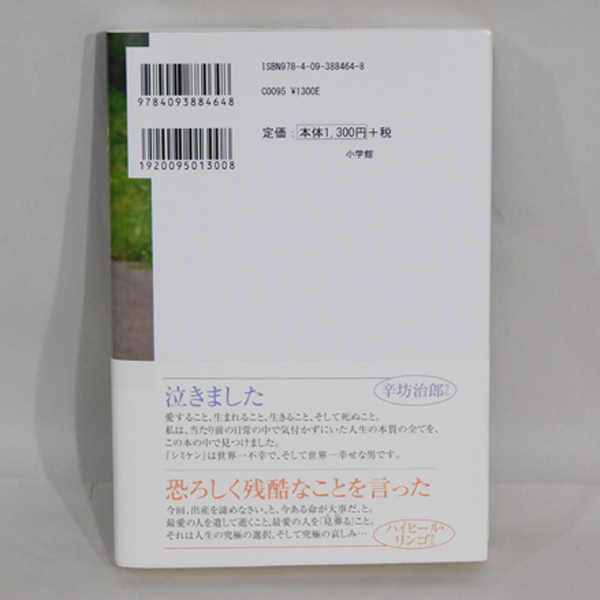 ISBN978-4-09-388464-8
9784093884648
C0095 ¥1300E
定価:本体1,300円+税
1920095013008
小学館
泣きました
辛坊治郎さん
愛すること、生まれること、生きること、そして死ぬこと。
私は、当たり前の日常の中で気付かずにいた人生の本質の全てを、
この本の中で見つけました。
「シミケン」は世界一不幸で、そして世界一幸せな男です。
恐ろしく残酷なことを言った
今回、出産を諦めなさい、と。今ある命が大事だ、と。
最愛の人を遺して逝くこと、最愛の人を「見葬る」こと。
それは人生の究極の選択、そして究極の哀しみ…
ハイヒール・
リンゴさん